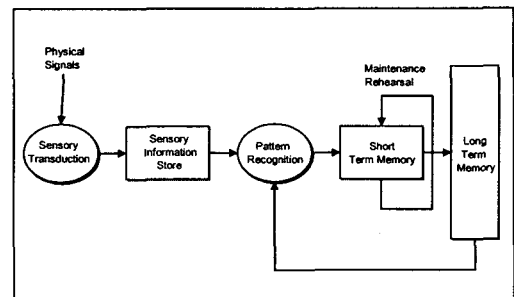 Physical
Signals
Sensory
Transduction
Sensory
Information
Store
Pattern
Recognition
Maintenance
Rehearsal
Short
Term Memory
Long
Term
Memory